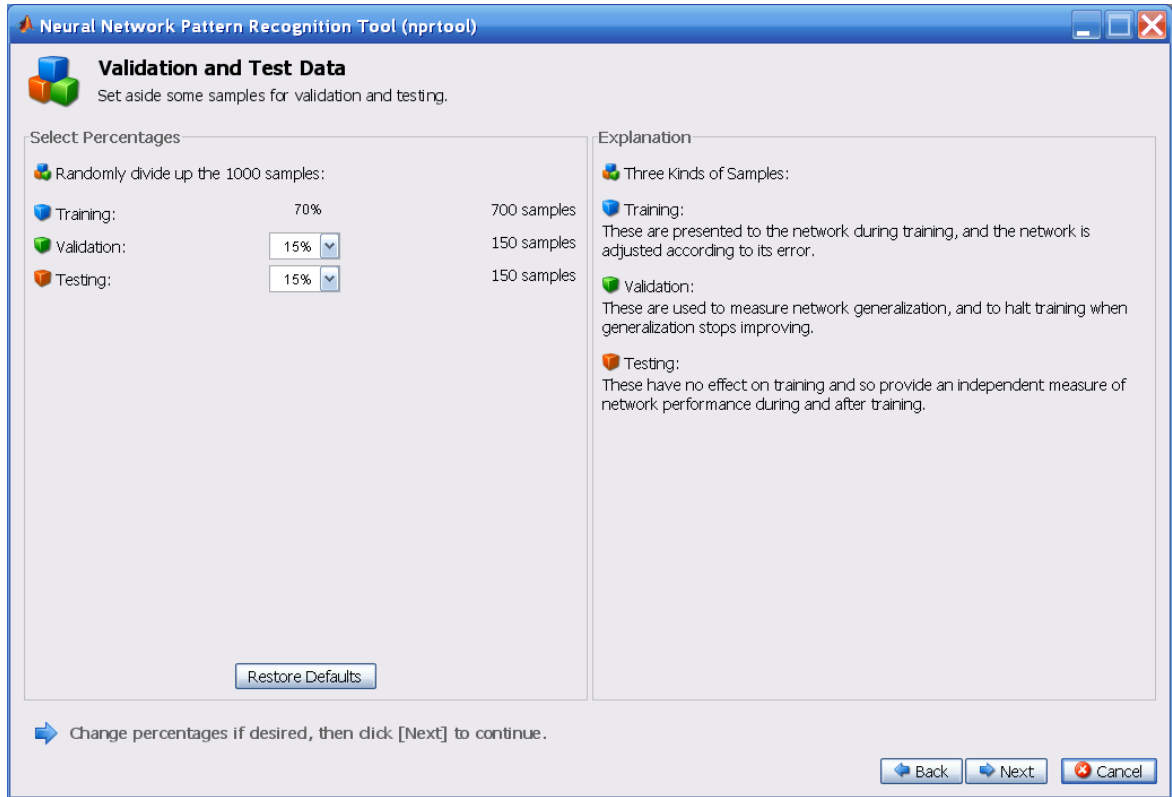 Neural Network Pattern Recognition Tool (nprtool)
Validation and Test Data
Set aside some samples for validation and testing.
Select Percentages
Randomly divide up the 1000 samples:
Training: 70% 700 samples
Validation: 15% 150 samples
Testing: 15% 150 samples
Restore Defaults
Explanation
Three Kinds of Samples:
Training:
These are presented to the network during training, and the network is
adjusted according to its error.
Validation:
These are used to measure network generalization, and to halt training when
generalization stops improving.
Testing:
These have no effect on training and so provide an independent measure of
network performance during and after training.
Change percentages if desired, then click [Next] to continue.
Back Next Cancel